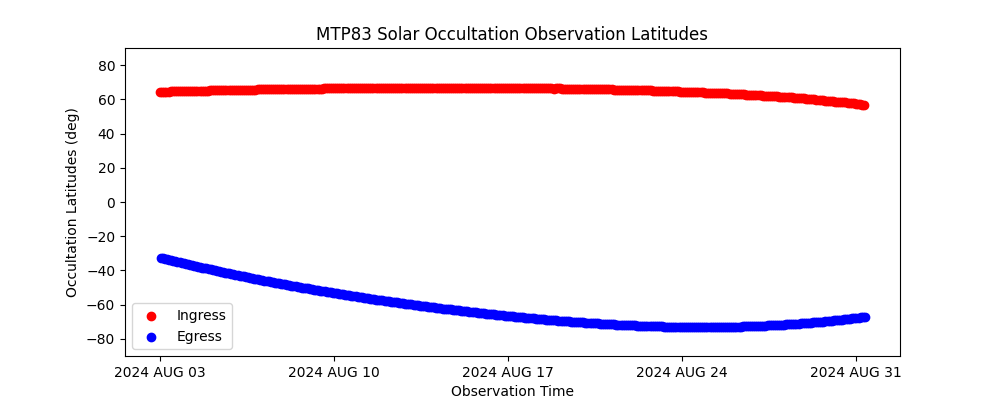 MTP83 Solar Occultation Observation Latitudes
Occultation Latitudes (deg)
80
60
40
20
0
−20
−40
−60
−80
Ingress
Egress
2024 AUG 03 2024 AUG 10 2024 AUG 17 2024 AUG 24 2024 AUG 31
Observation Time